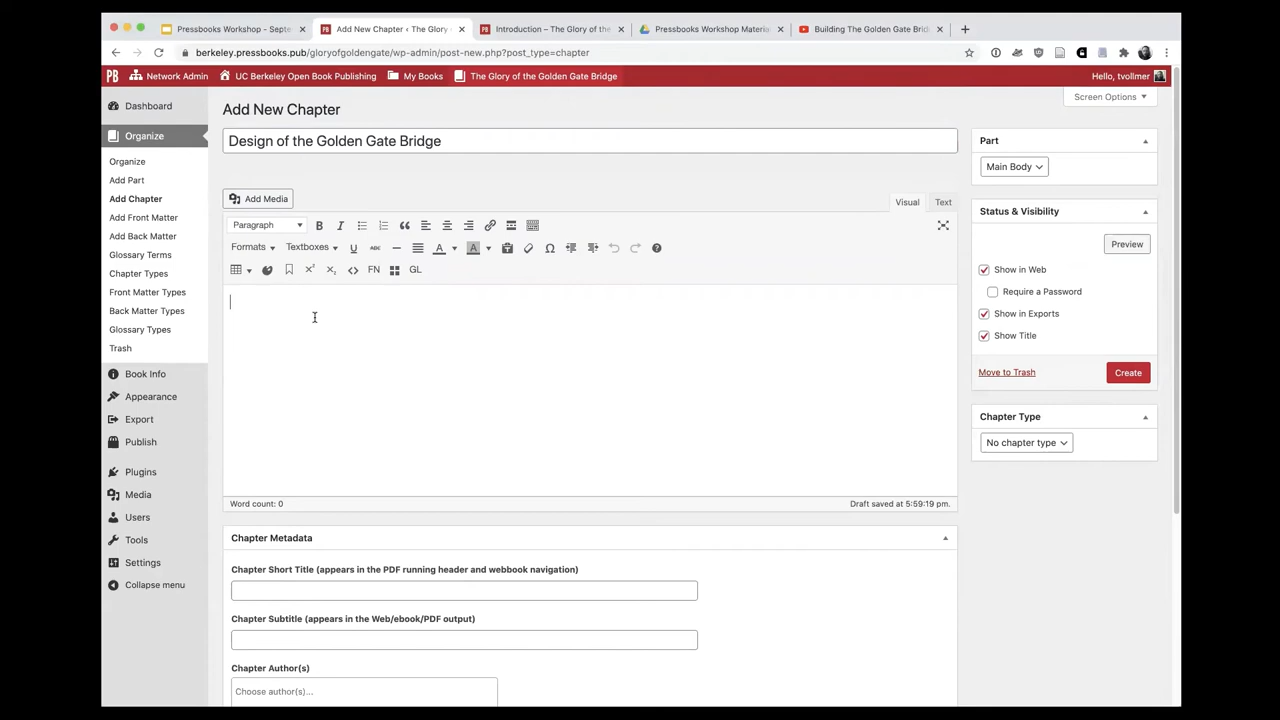 Pressbooks Workshop - Septe
Add New Chapter ‹ The Glory
Introduction – The Glory of the
Pressbooks Workshop Materia
Building The Golden Gate Brid
berkeley.pressbooks.pub/gloryofgoldengate/wp-admin/post-new.php?post_type=chapter
Network Admin
UC Berkeley Open Book Publishing
My Books
The Glory of the Golden Gate Bridge
Hello, tvollmer
Dashboard
Organize
Organize
Add Part
Add Chapter
Add Front Matter
Add Back Matter
Glossary Terms
Chapter Types
Front Matter Types
Back Matter Types
Glossary Types
Trash
Book Info
Appearance
Export
Publish
Plugins
Media
Users
Tools
Settings
Collapse menu
Screen Options
Add New Chapter
Design of the Golden Gate Bridge
Add Media
Visual
Text
Paragraph
B I
Formats
Textboxes
U ABC A A Ω
X² X₂ <> FN GL
Word count: 0
Draft saved at 5:59:19 pm.
Chapter Metadata
Chapter Short Title (appears in the PDF running header and webbook navigation)
Chapter Subtitle (appears in the Web/ebook/PDF output)
Chapter Author(s)
Choose author(s)...
Part
Main Body
Status & Visibility
Preview
Show in Web
Require a Password
Show in Exports
Show Title
Move to Trash
Create
Chapter Type
No chapter type